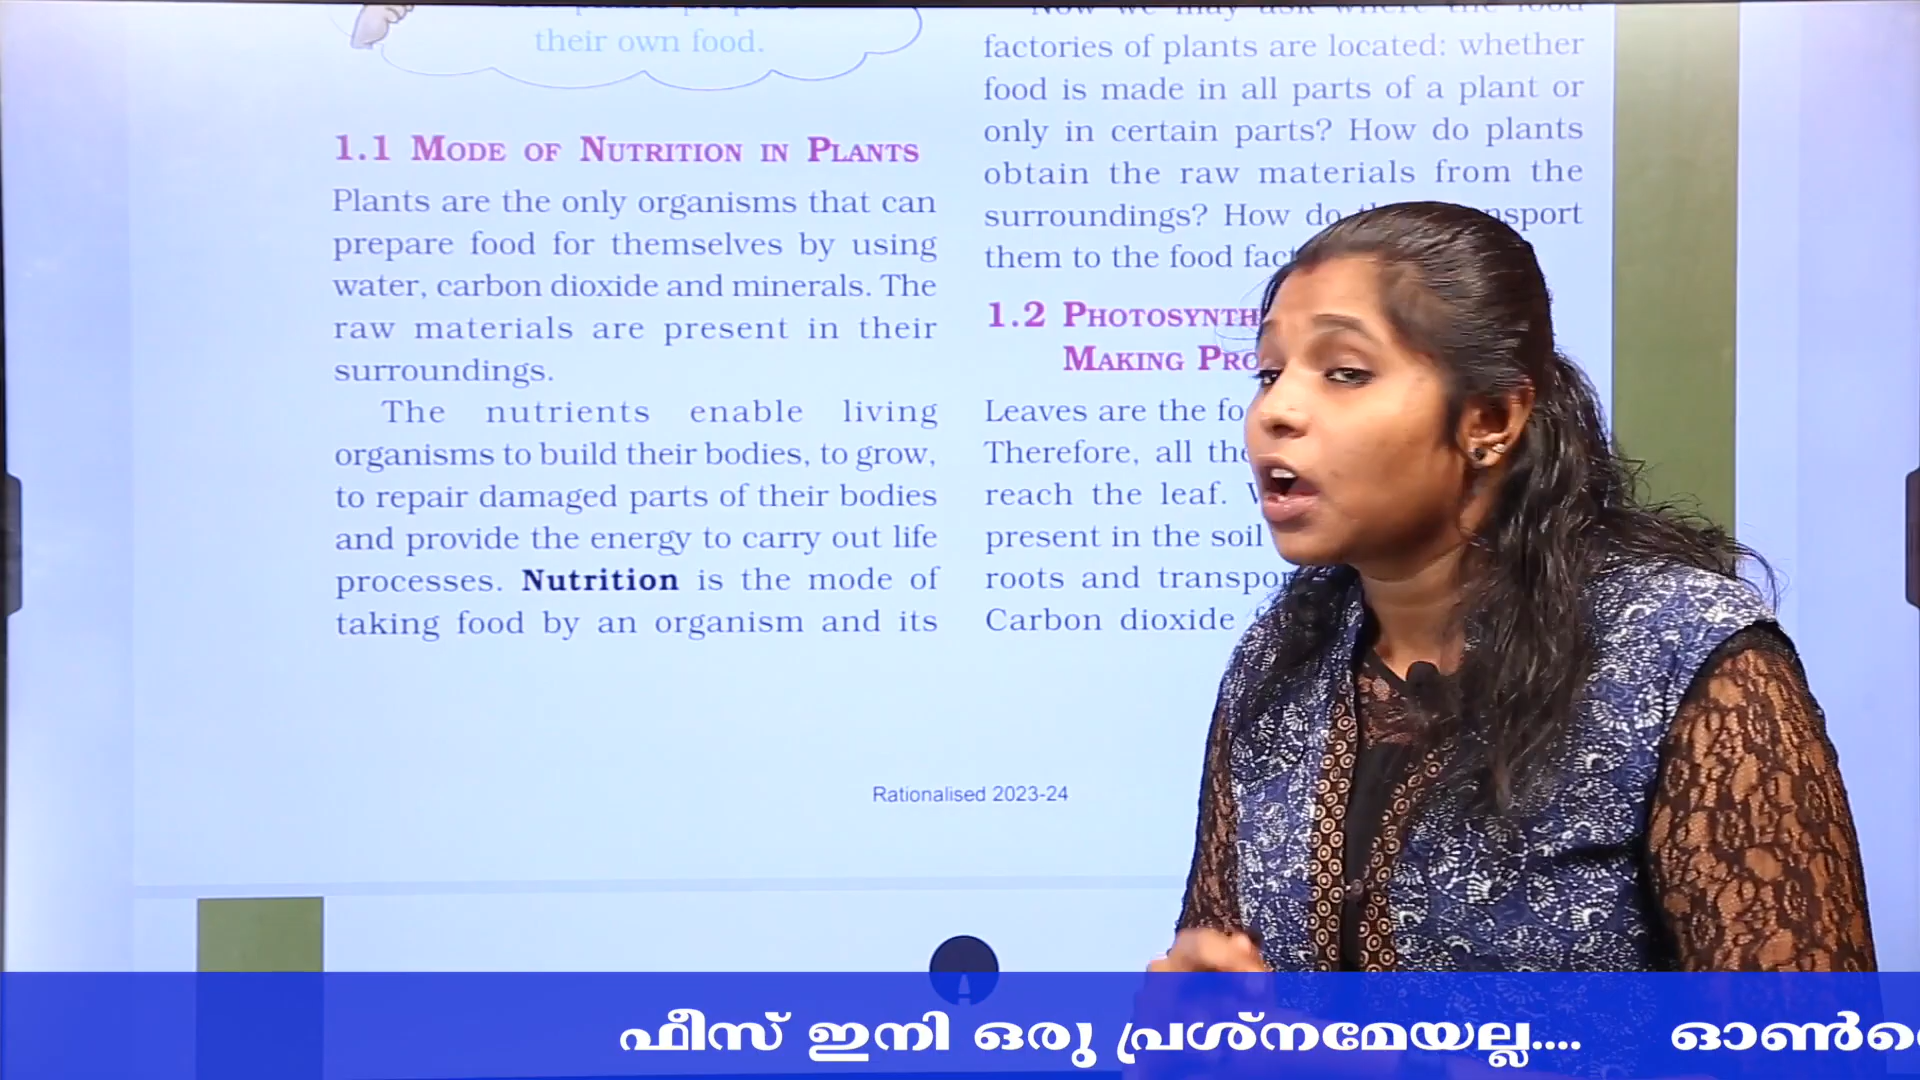 their own food.
1.1 MODE OF NUTRITION IN PLANTS
Plants are the only organisms that can
prepare food for themselves by using
water, carbon dioxide and minerals. The
raw materials are present in their
surroundings.
The nutrients enable living
organisms to build their bodies, to grow,
to repair damaged parts of their bodies
and provide the energy to carry out life
processes. Nutrition is the mode of
taking food by an organism and its
Now we may ask where the food
factories of plants are located: whether
food is made in all parts of a plant or
only in certain parts? How do plants
obtain the raw materials from the
surroundings? How do
them to the food
1.2
MAKING
Leaves are the
Therefore, all
reach the leaf.
present in the soil
roots and
Carbon dioxide
Rationalised 2023-24
ഫീസ് ഇനി ഒരു പ്രശ്നമേയല്ല....